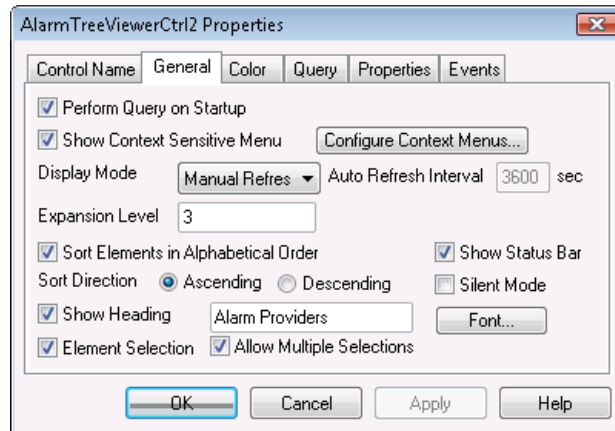 AlarmTreeViewerCtrl2 Properties
Control Name General Color Query Properties Events
Perform Query on Startup
Show Context Sensitive Menu Configure Context Menus...
Display Mode Manual Refres Auto Refresh Interval 3600 sec
Expansion Level 3
Sort Elements in Alphabetical Order Show Status Bar
Sort Direction Ascending Descending Silent Mode
Show Heading Alarm Providers Font...
Element Selection Allow Multiple Selections
OK Cancel Apply Help